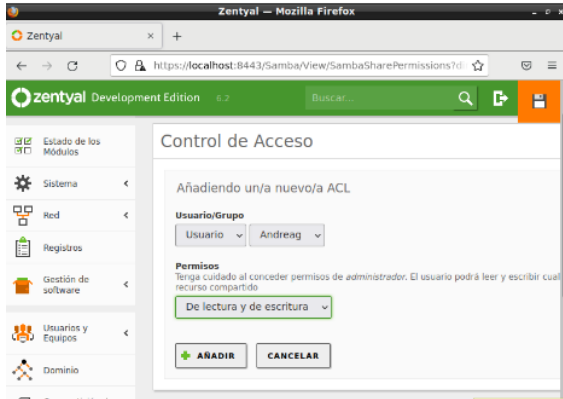 Zentyal — Mozilla Firefox
Zentyal
https://localhost:8443/Samba/View/SambaSharePermissions?di
zentyal Development Edition 6.2
Buscar...
Estado de los
Módulos
Sistema
Red
Registros
Gestión de
software
Usuarios y
Equipos
Dominio
Control de Acceso
Añadiendo un/a nuevo/a ACL
Usuario/Grupo
Usuario Andreag
Permisos
Tenga cuidado al conceder permisos de administrador. El usuario podrá leer y escribir cual
recurso compartido
De lectura y de escritura
AÑADIR CANCELAR